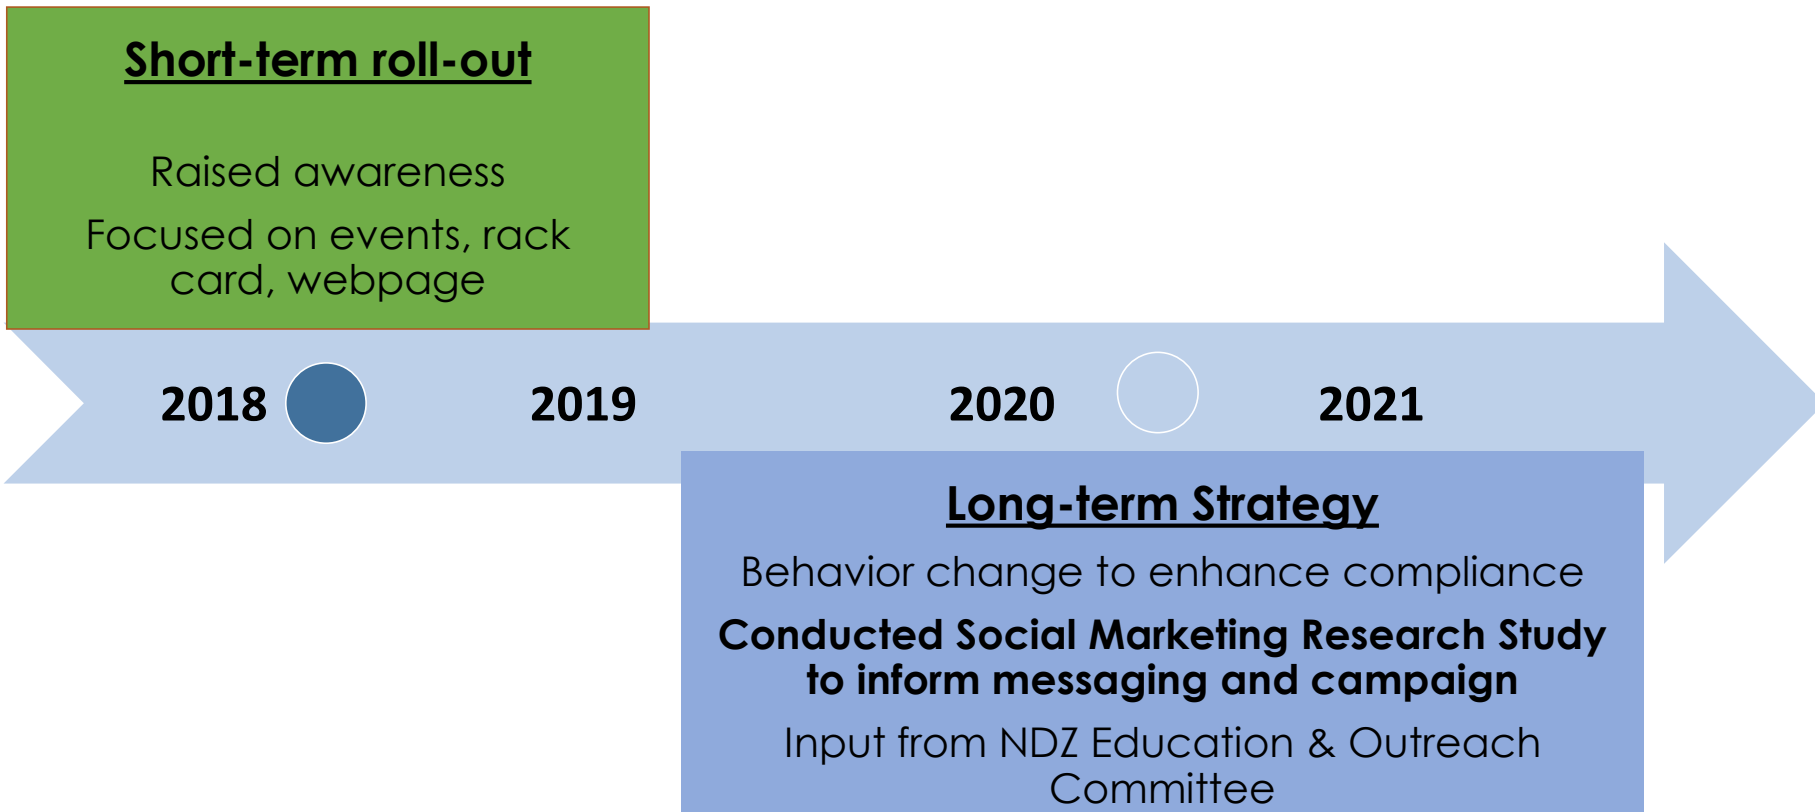 Short-term roll-out
Raised awareness
Focused on events, rack
card, webpage
2018
2019
2020
2021
Long-term Strategy
Behavior change to enhance compliance
Conducted Social Marketing Research Study
to inform messaging and campaign
Input from NDZ Education & Outreach
Committee